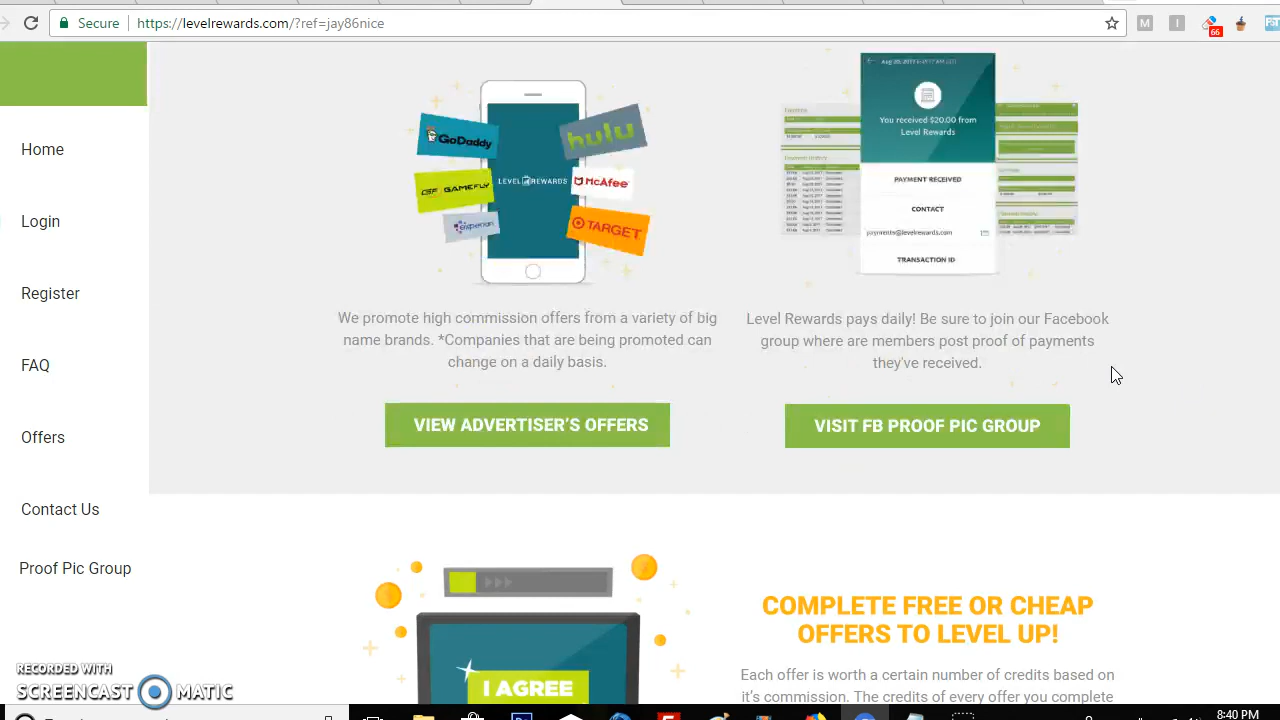 Secure
https://levelrewards.com/?ref=jay86nice
M
I
66
Home
Login
Register
FAQ
Offers
Contact Us
Proof Pic Group
GoDaddy
hulu
GAMEFLY
LEVEL REWARDS
McAfee
Experian
TARGET
You received $20.00 from
Level Rewards
PAYMENT RECEIVED
CONTACT
payments@levelrewards.com
TRANSACTION ID
We promote high commission offers from a variety of big
name brands. *Companies that are being promoted can
change on a daily basis.
VIEW ADVERTISER'S OFFERS
Level Rewards pays daily! Be sure to join our Facebook
group where are members post proof of payments
they've received.
VISIT FB PROOF PIC GROUP
I AGREE
COMPLETE FREE OR CHEAP
OFFERS TO LEVEL UP!
Each offer is worth a certain number of credits based on
it's commission. The credits of every offer you complete
RECORDED WITH
SCREENCAST MATIC
8:40 PM